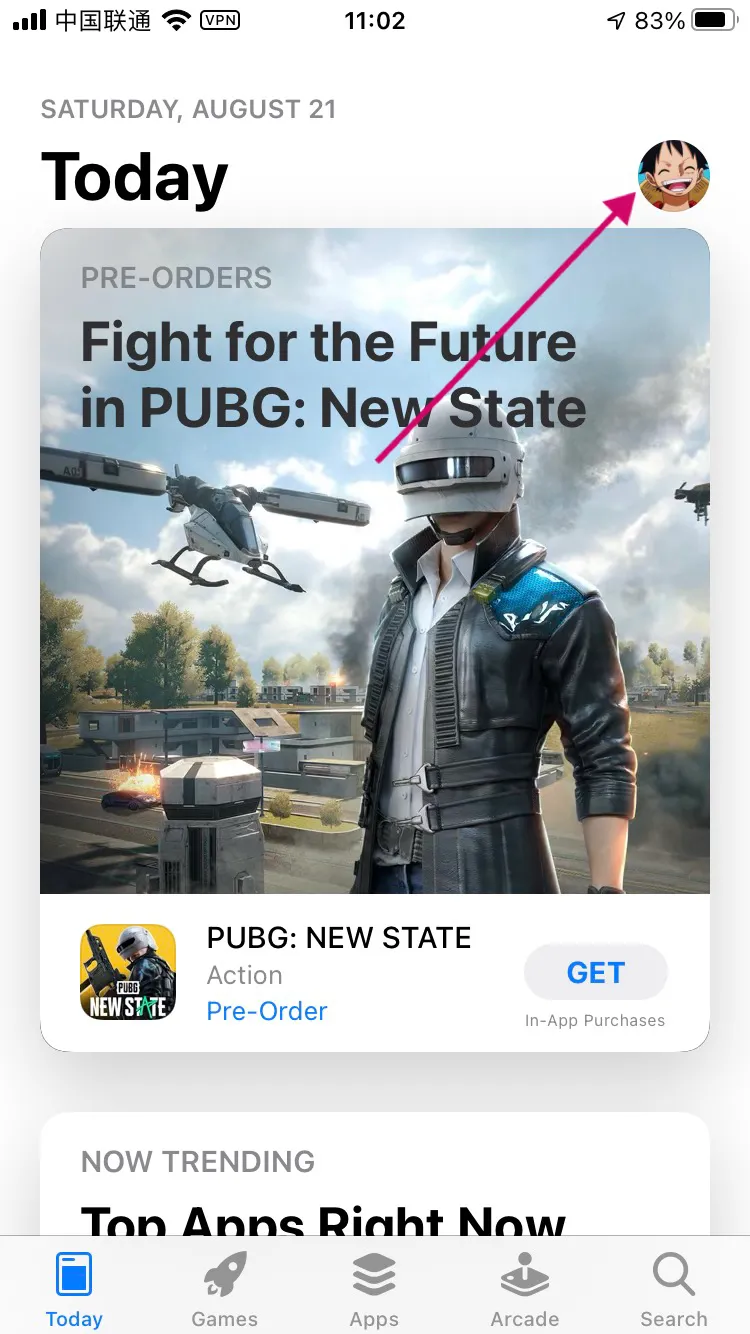 中国联通 VPN 11:02 83%
SATURDAY, AUGUST 21
Today
PRE-ORDERS
Fight for the Future
in PUBG: New State
A05
PUBG: NEW STATE
Action
Pre-Order
GET
In-App Purchases
PUBG
NEW STATE
NOW TRENDING
Top Apps Right Now
Today Games Apps Arcade Search